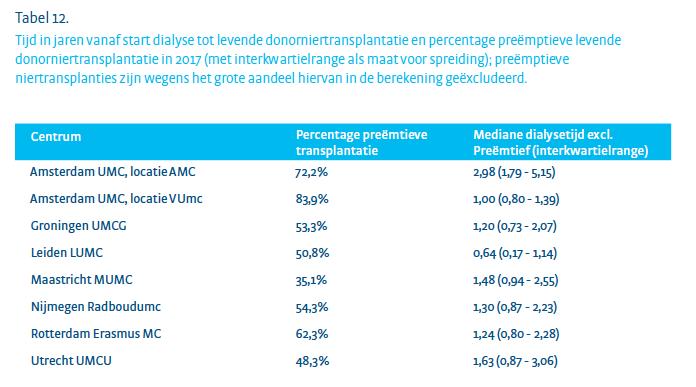 Tabel 12.
Tijd in jaren vanaf start dialyse tot levende donorniertransplantatie en percentage preëmptieve levende
donorniertransplantatie in 2017 (met interkwartielrange als maat voor spreiding); preëmptieve
niertransplanties zijn wegens het grote aandeel hiervan in de berekening geëxcludeerd.
Centrum Percentage preëmtieve transplantatie Mediane dialysetijd excl. Preëmtief (interkwartielrange)
Amsterdam UMC, locatie AMC 72,2% 2,98 (1,79 - 5,15)
Amsterdam UMC, locatie VUmc 83,9% 1,00 (0,80 - 1,39)
Groningen UMCG 53,3% 1,20 (0,73 - 2,07)
Leiden LUMC 50,8% 0,64 (0,17 - 1,14)
Maastricht MUMC 35,1% 1,48 (0,94 - 2,55)
Nijmegen Radboudumc 54,3% 1,30 (0,87 - 2,23)
Rotterdam Erasmus MC 62,3% 1,24 (0,80 - 2,28)
Utrecht UMCU 48,3% 1,63 (0,87 - 3,06)